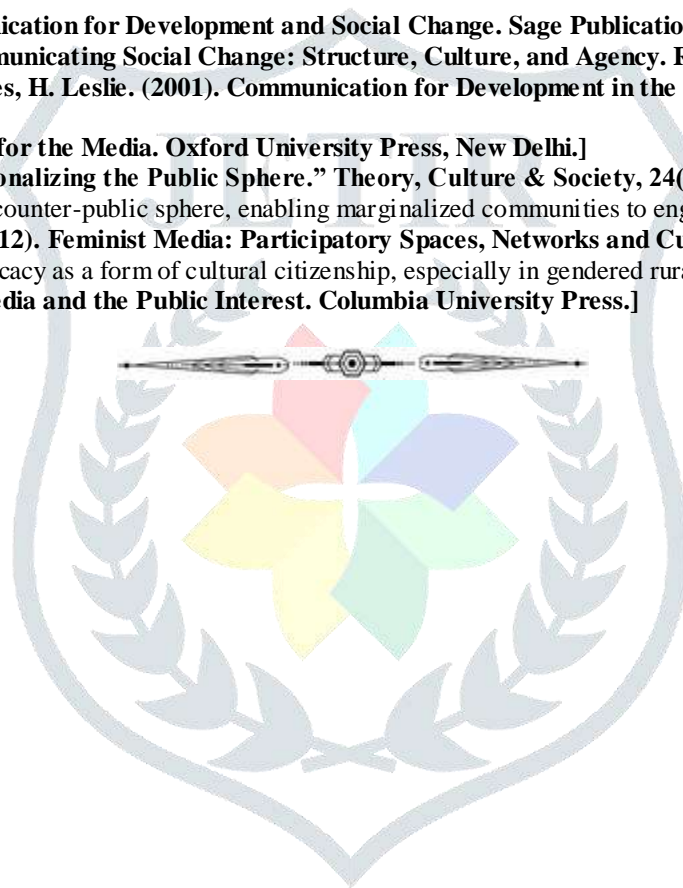 ication for Development and Social Change. Sage Publicatio
municating Social Change: Structure, Culture, and Agency. R
es, H. Leslie. (2001). Communication for Development in the
for the Media. Oxford University Press, New Delhi.]
onalizing the Public Sphere.” Theory, Culture & Society, 24(
counter-public sphere, enabling marginalized communities to eng
12). Feminist Media: Participatory Spaces, Networks and Cu
cacy as a form of cultural citizenship, especially in gendered rura
dia and the Public Interest. Columbia University Press.]
JETIR